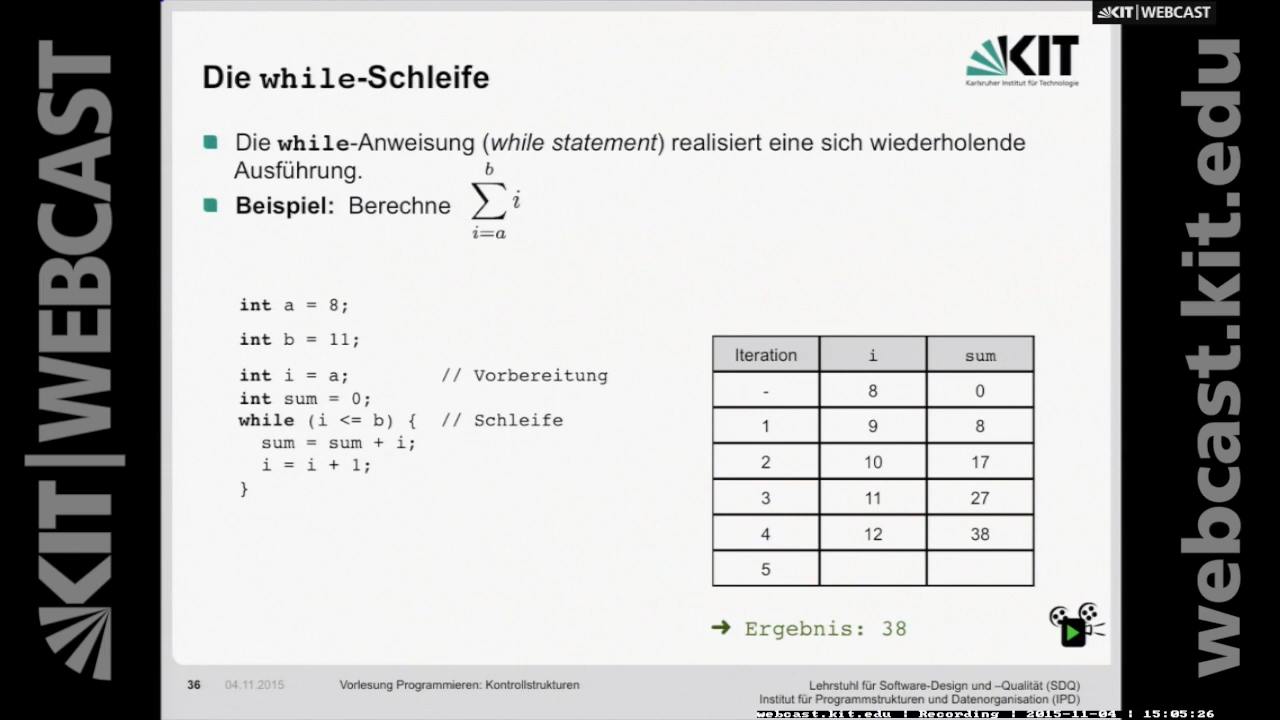 KIT|WEBCAST
KIT|WEBCAST
webcast.kit.edu
KIT
Karlsruher Institut für Technologie
Die while-Schleife
Die while-Anweisung (while statement) realisiert eine sich wiederholende
Ausführung.
Beispiel: Berechne
b
∑ i
i=a
int a = 8;
int b = 11;
int i = a; // Vorbereitung
int sum = 0;
while (i <= b) { // Schleife
sum = sum + i;
i = i + 1;
}
Iteration i sum
- 8 0
1 9 8
2 10 17
3 11 27
4 12 38
5
➔ Ergebnis: 38
36 04.11.2015 Vorlesung Programmieren: Kontrollstrukturen
Lehrstuhl für Software-Design und –Qualität (SDQ)
Institut für Programmstrukturen und Datenorganisation (IPD)
webcast.kit.edu | Recording | 2015-11-04 | 15:05:26